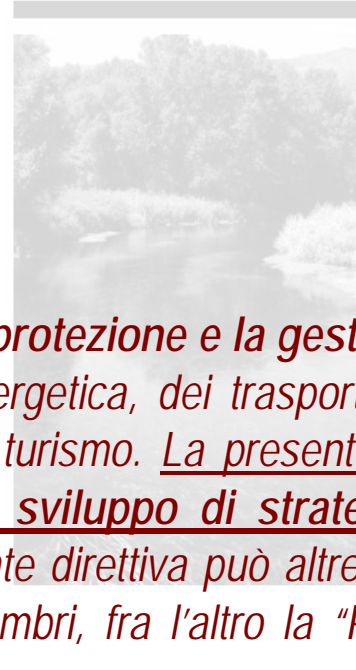 protezione e la gest
ergetica, dei traspor
turismo. La present
sviluppo di strate
te direttiva può altre
mbri, fra l'altro la "